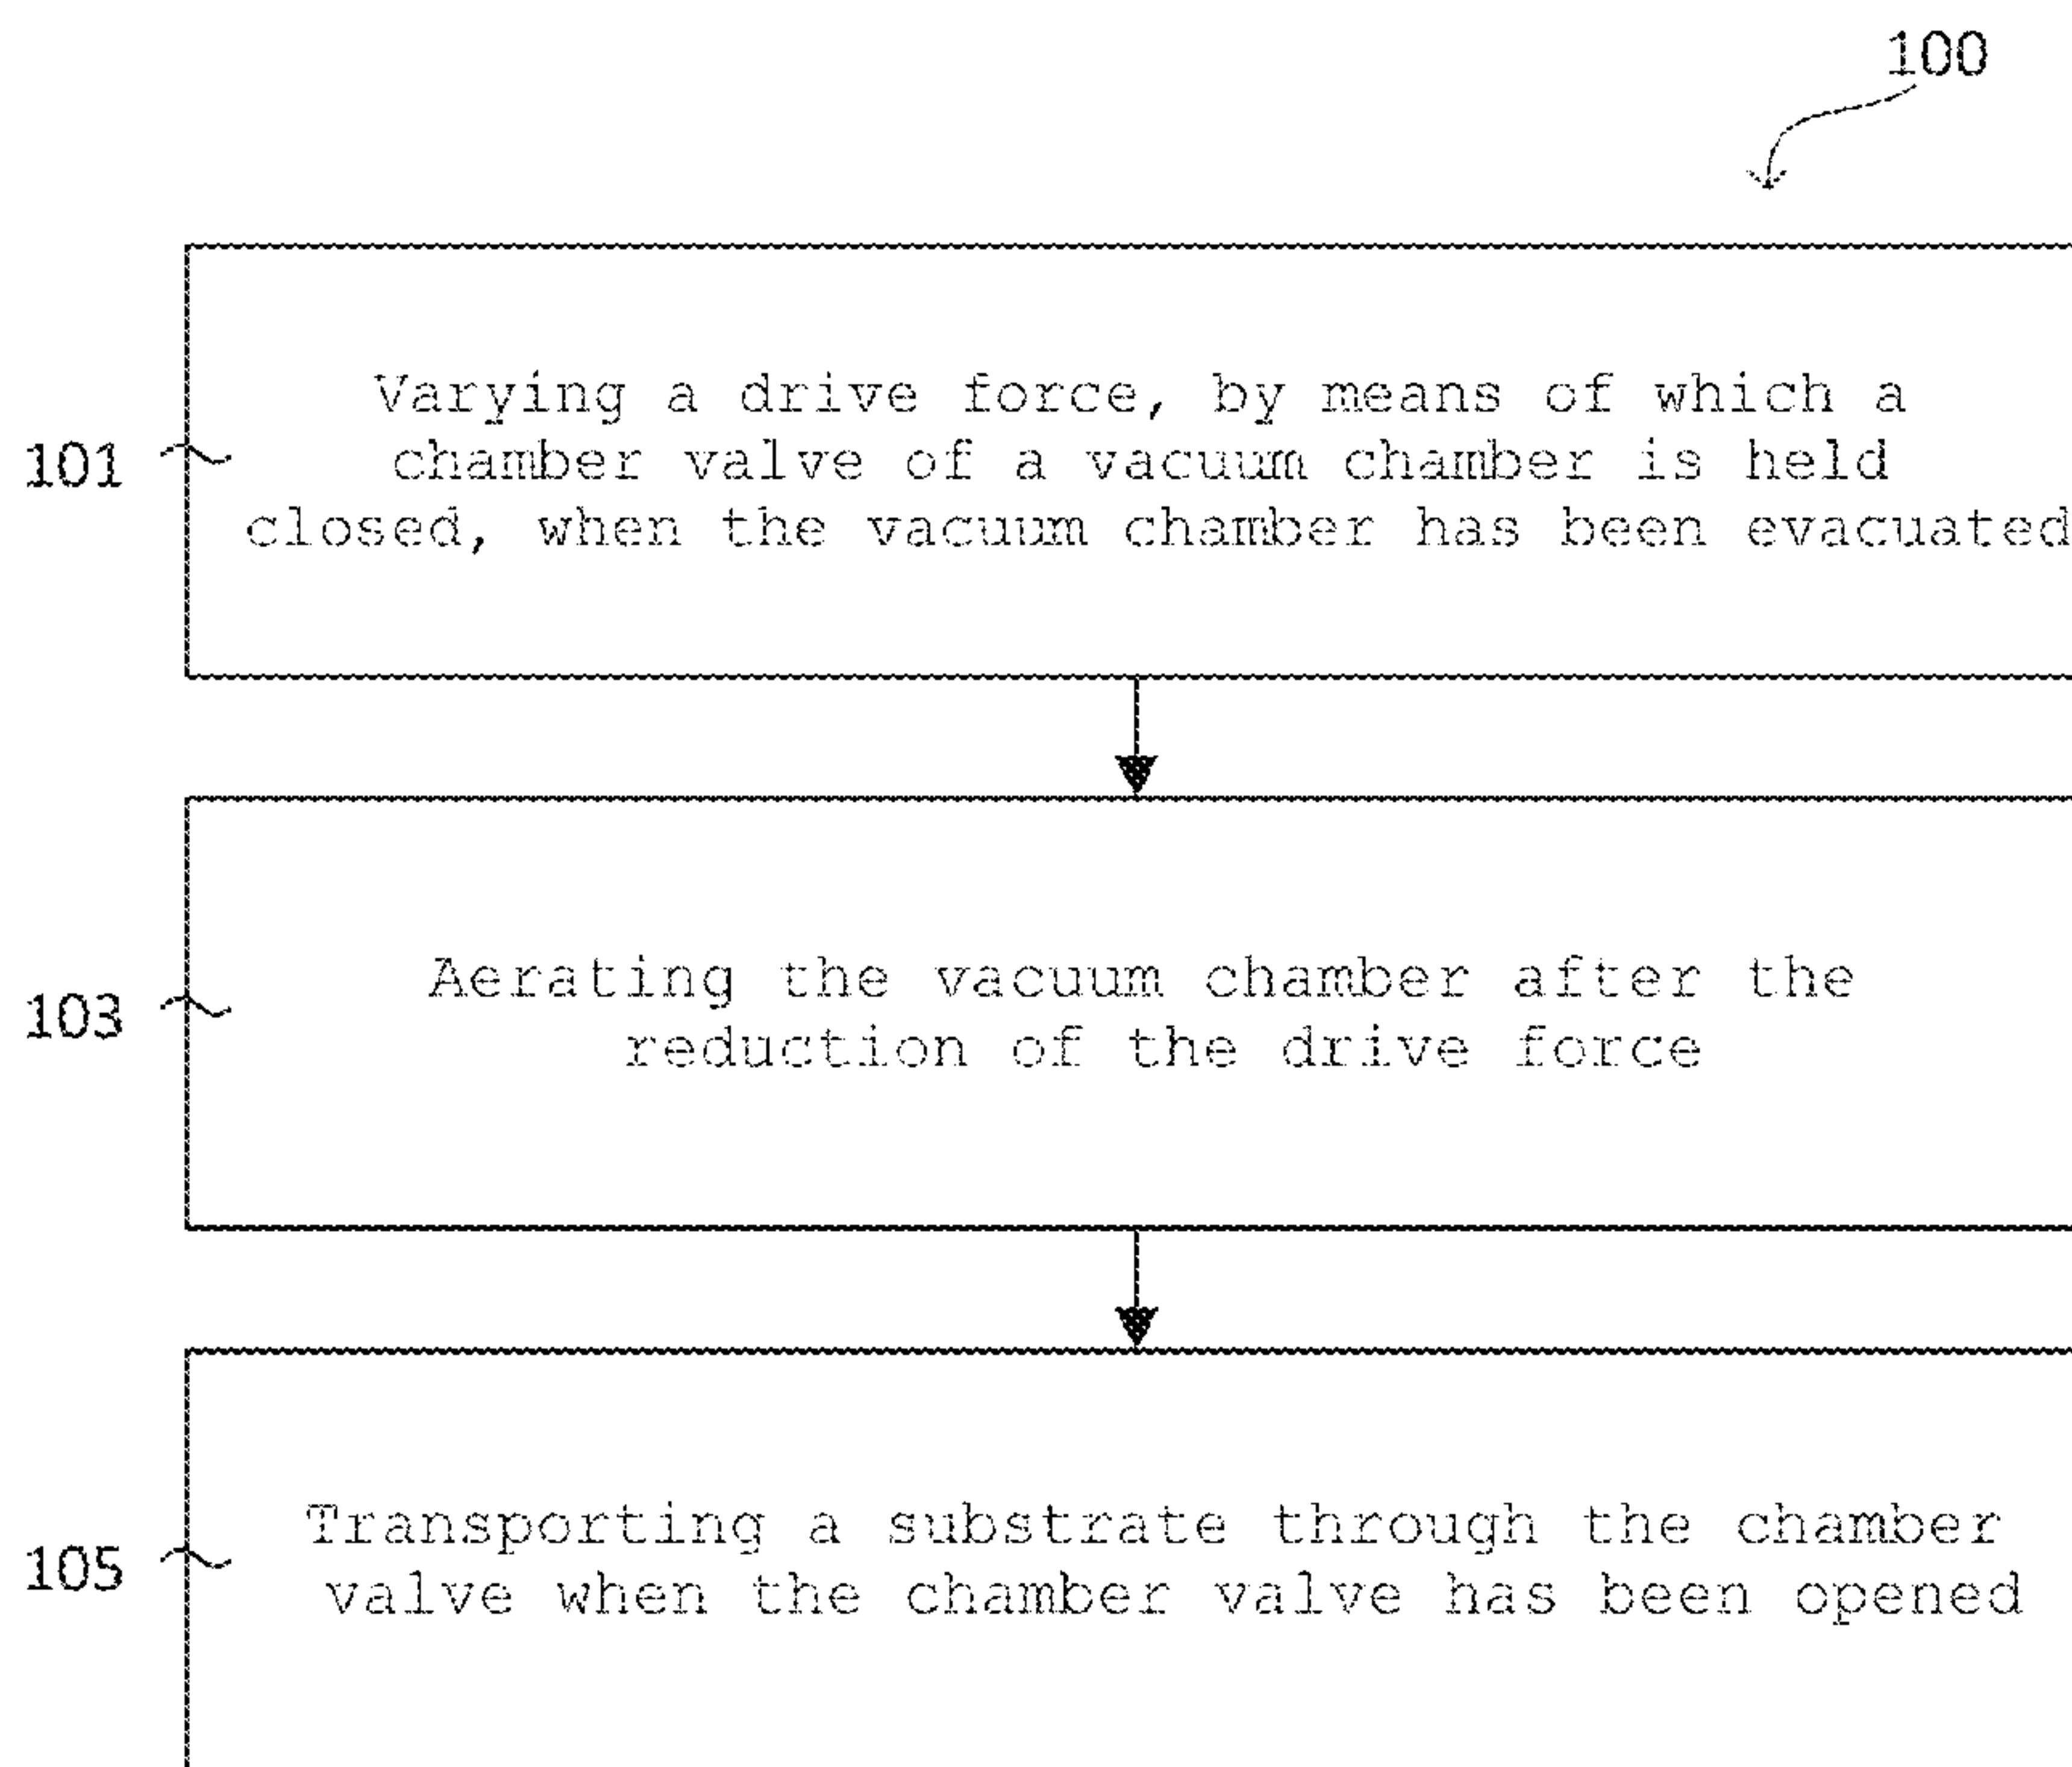 100
Varying a drive force, by means of which a
101
chamber valve of a vacuum chamber is held
closed, when the vacuum chamber has been evacuated
Aerating the vacuum chamber after the
103
reduction of the drive force
Transporting a substrate through the chamber
105
valve when the chamber valve has been opened